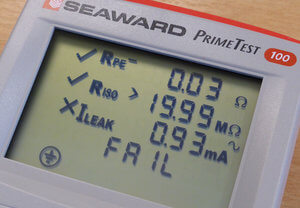 SEAWARD PRIMETEST 100
✓ RPE = 0.03 Ω
✓ RISO > 19.99 MΩ
✗ ILEAK 0.93 mA ~
FAIL